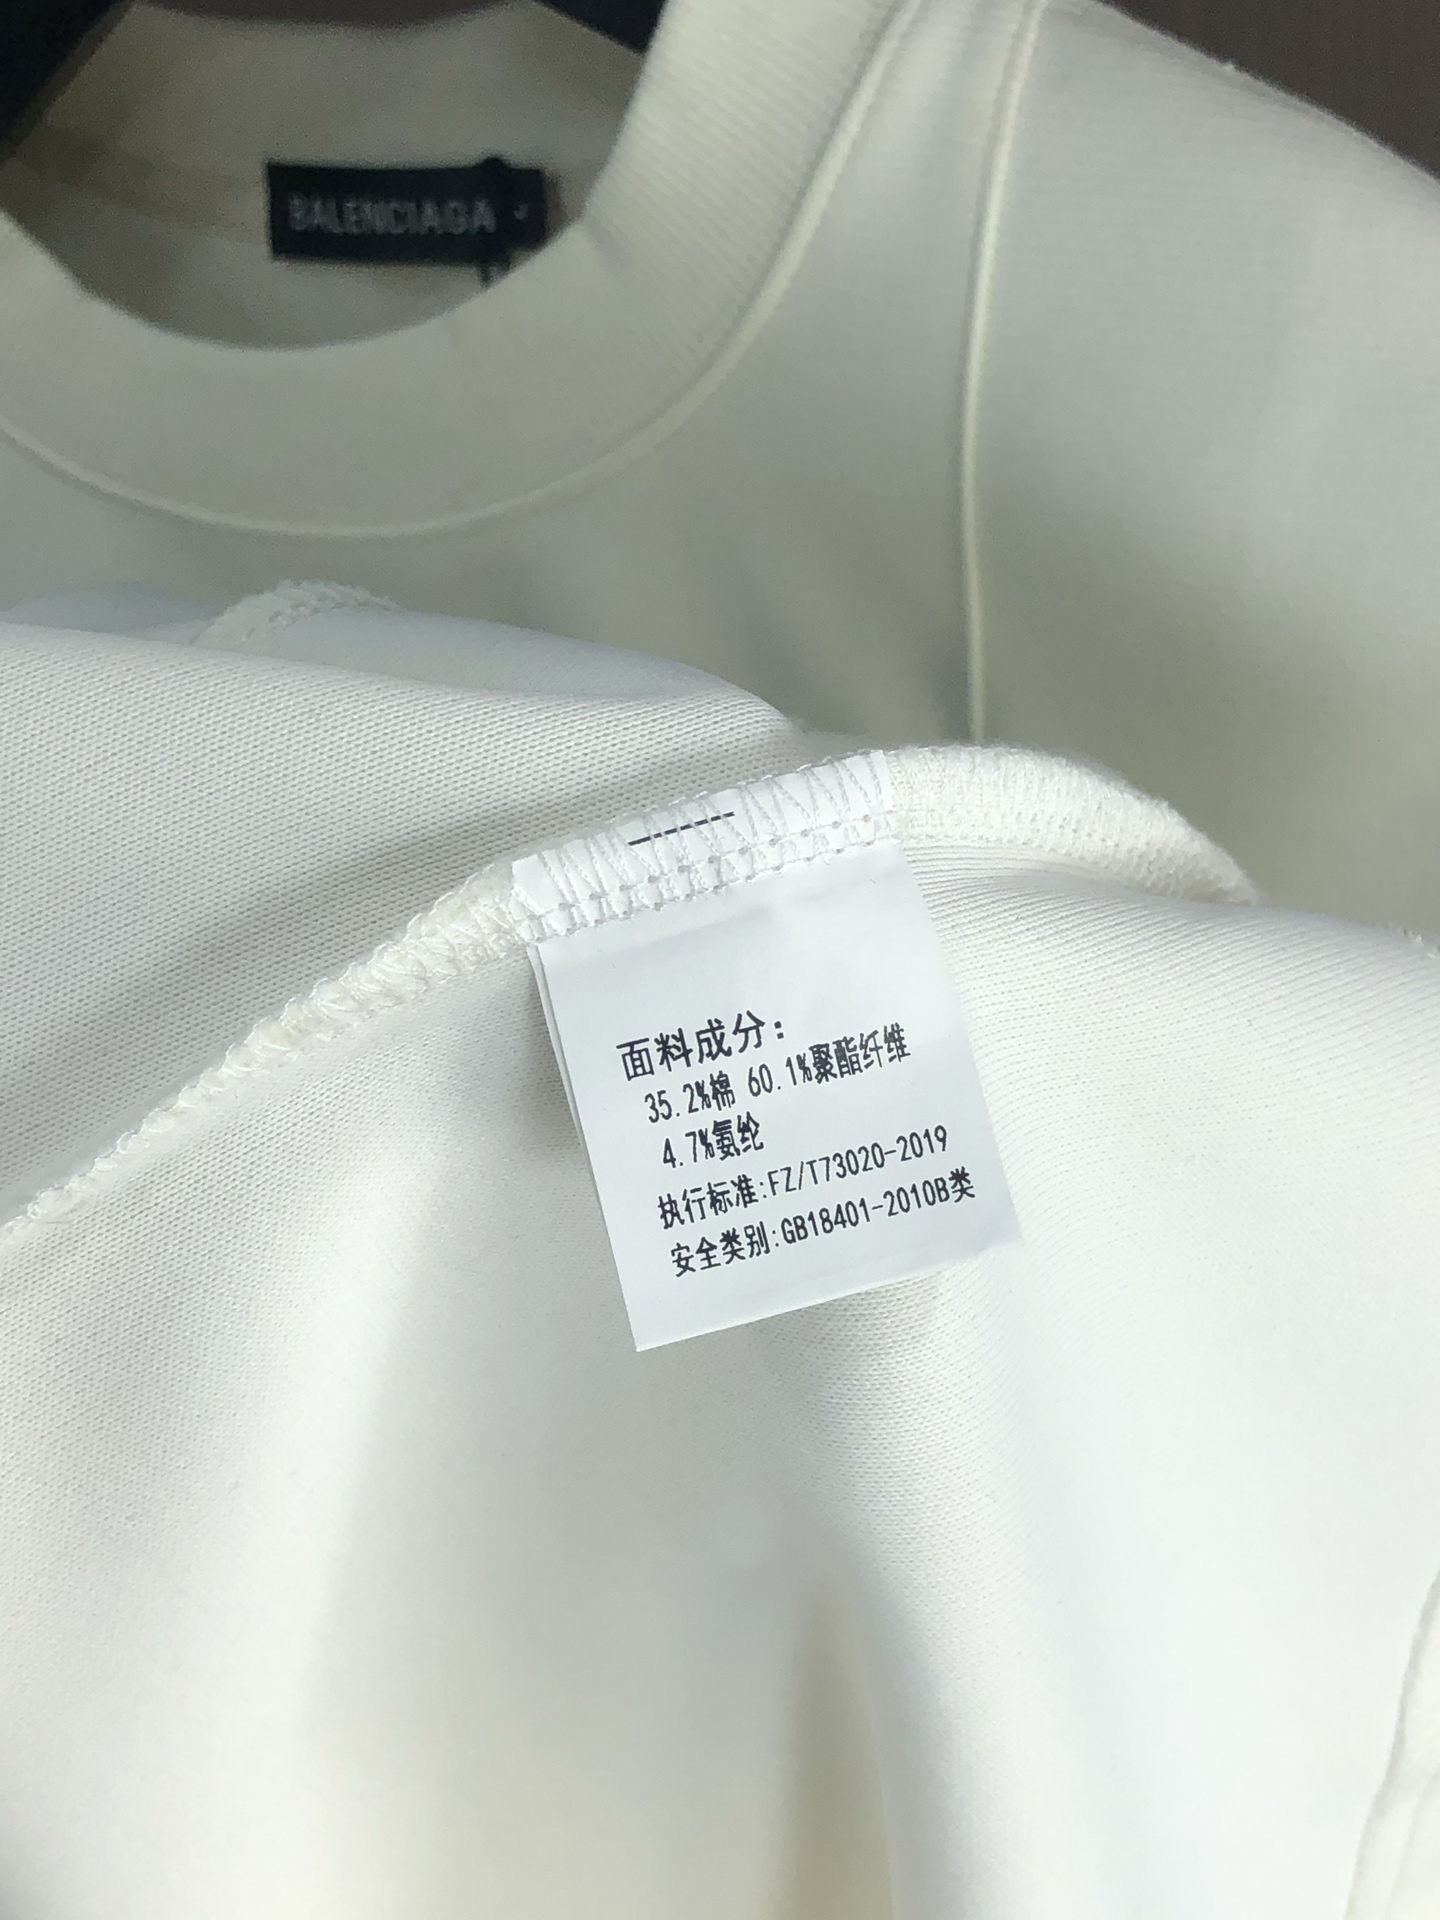 BALENCIAGA
面料成分:
35.2%棉 60.1%聚酯纤维
4.7%氨纶
执行标准:FZ/T73020-2019
安全类别:GB18401-2010B类